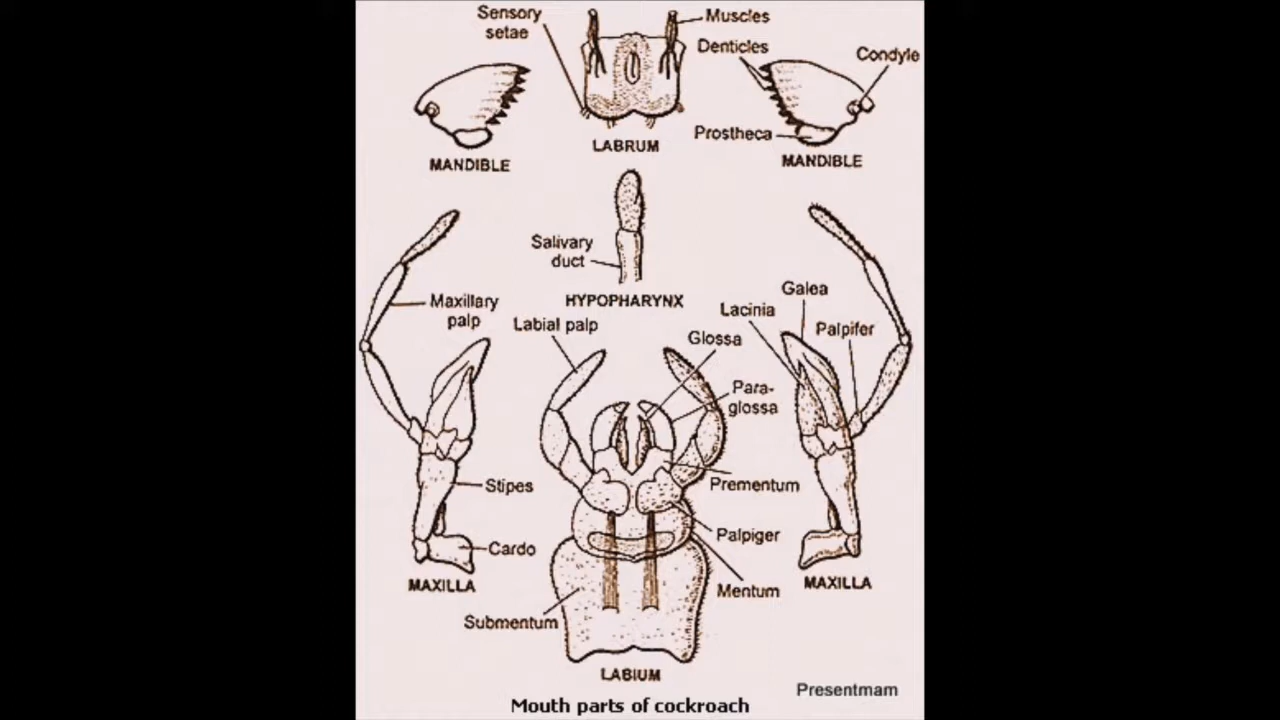 Sensory
setae
Muscles
Denticles
Condyle
Prostheca
LABRUM
MANDIBLE
MANDIBLE
Salivary
duct
HYPOPHARYNX
Maxillary
palp
Labial palp
Galea
Lacinia
Palpifer
Glossa
Para-
glossa
Stipes
Prementum
Palpiger
Cardo
MAXILLA
MAXILLA
Mentum
Submentum
LABIUM
Presentmam
Mouth parts of cockroach